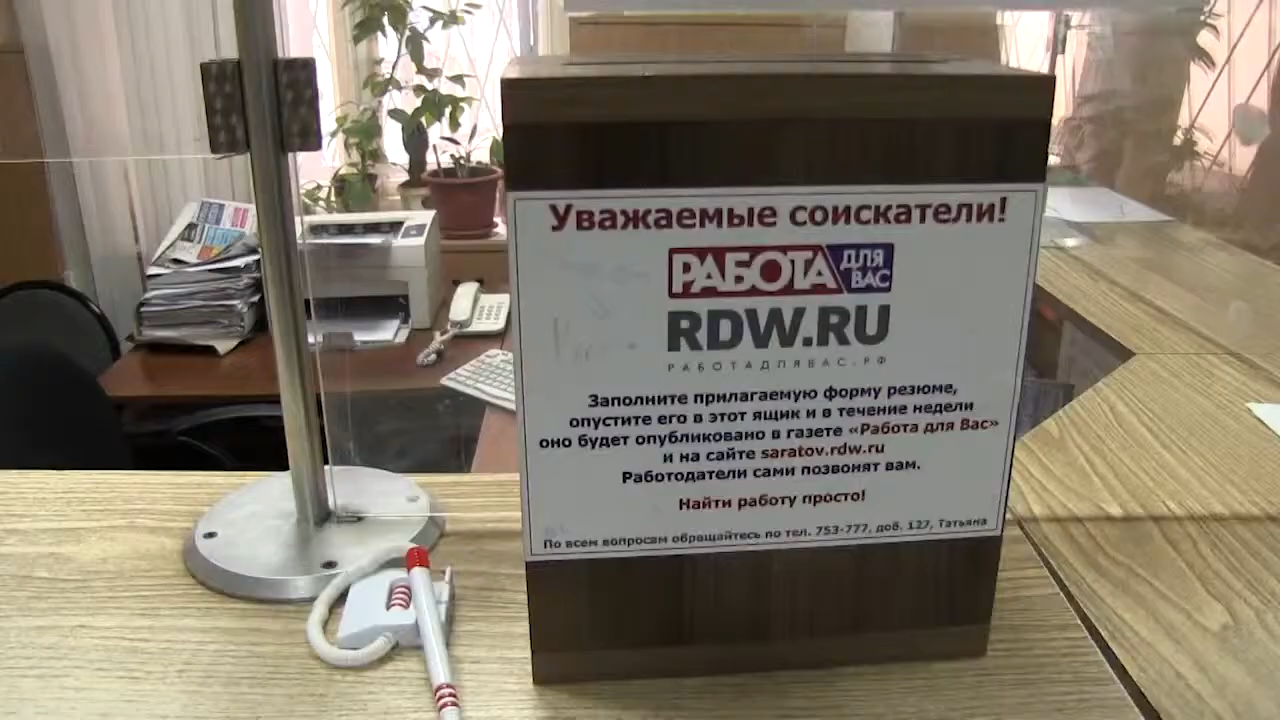 Уважаемые соискатели!
РАБОТА ДЛЯ ВАС
RDW.RU
РАБОТАДЛЯВАС.РФ
Заполните прилагаемую форму резюме,
опустите его в этот ящик и в течение недели
оно будет опубликовано в газете «Работа для Вас»
и на сайте saratov.rdw.ru
Работодатели сами позвонят вам.
Найти работу просто!
По всем вопросам обращайтесь по тел. 753-777, доб. 127, Татьяна